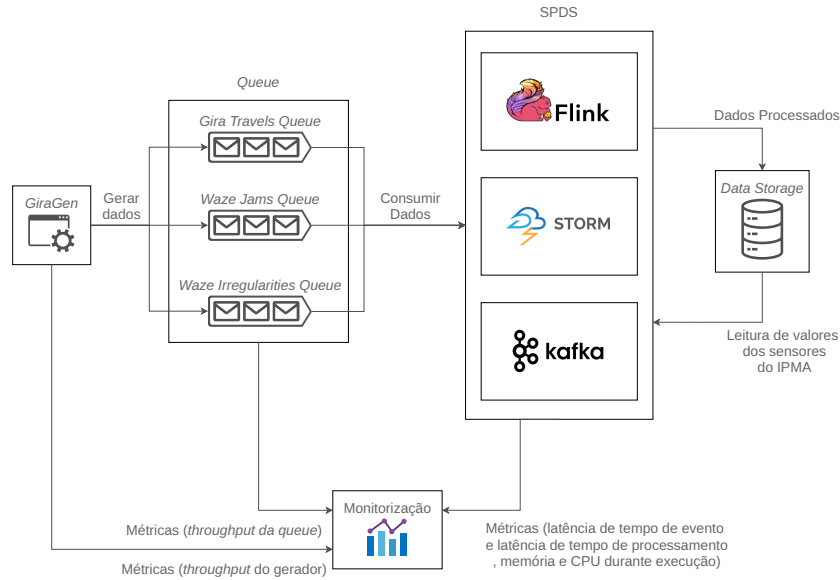 SPDS
Queue
Flink
Gira Travels Queue
Dados Processados
GiraGen
Gerar
dados
Waze Jams Queue
Consumir
Dados
STORM
Data Storage
Waze Irregularities Queue
kafka
Leitura de valores
dos sensores
do IPMA
Monitorização
Métricas (throughput da queue)
Métricas (throughput do gerador)
Métricas (latência de tempo de evento
e latência de tempo de processamento
, memória e CPU durante execução)